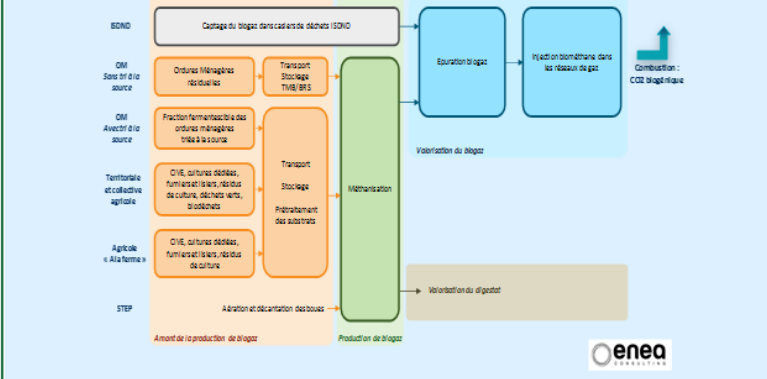 ISDND
Captage du biogaz dans casiers de déchets ISDND
OM
Sans tri à la
source
Ordures Ménagères
résiduelles
Transport
Stockage
TMB/BRS
OM
Avec tri à la
source
Fraction fermentescible des
ordures ménagères
triée à la source
Territoriale
et collective
agricole
CIVE, cultures dédiées,
fumiers et lisiers, résidus
de culture, déchets verts,
biodéchets
Agricole
« A la ferme »
CIVE, cultures dédiées,
fumiers et lisiers, résidus
de culture
Transport
Stockage
Prétraitement
des substrats
STEP
Aération et décantation des boues
Amont de la production de biogaz
Méthanisation
Production de biogaz
Epuration biogaz
Injection biométhane dans
les réseaux de gaz
Valorisation du biogaz
Combustion :
CO2 biogénique
Valorisation du digestat
enea
CONSULTING